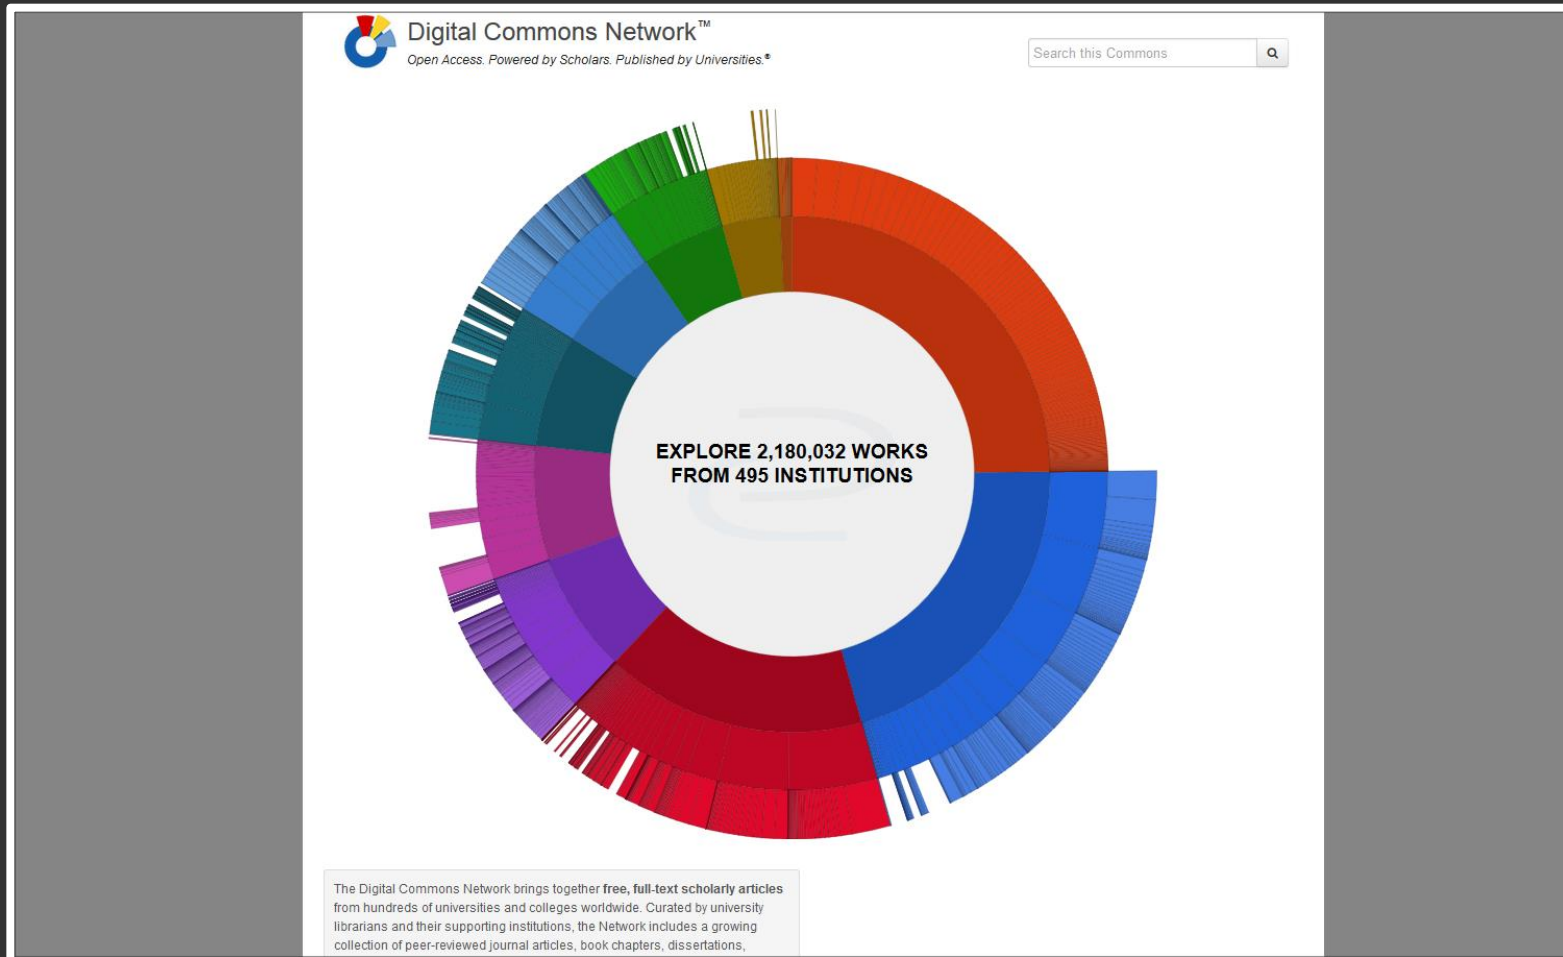 Digital Commons Network™
Open Access. Powered by Scholars. Published by Universities.®
Search this Commons
EXPLORE 2,180,032 WORKS
FROM 495 INSTITUTIONS
The Digital Commons Network brings together free, full-text scholarly articles
from hundreds of universities and colleges worldwide. Curated by university
librarians and their supporting institutions, the Network includes a growing
collection of peer-reviewed journal articles, book chapters, dissertations,